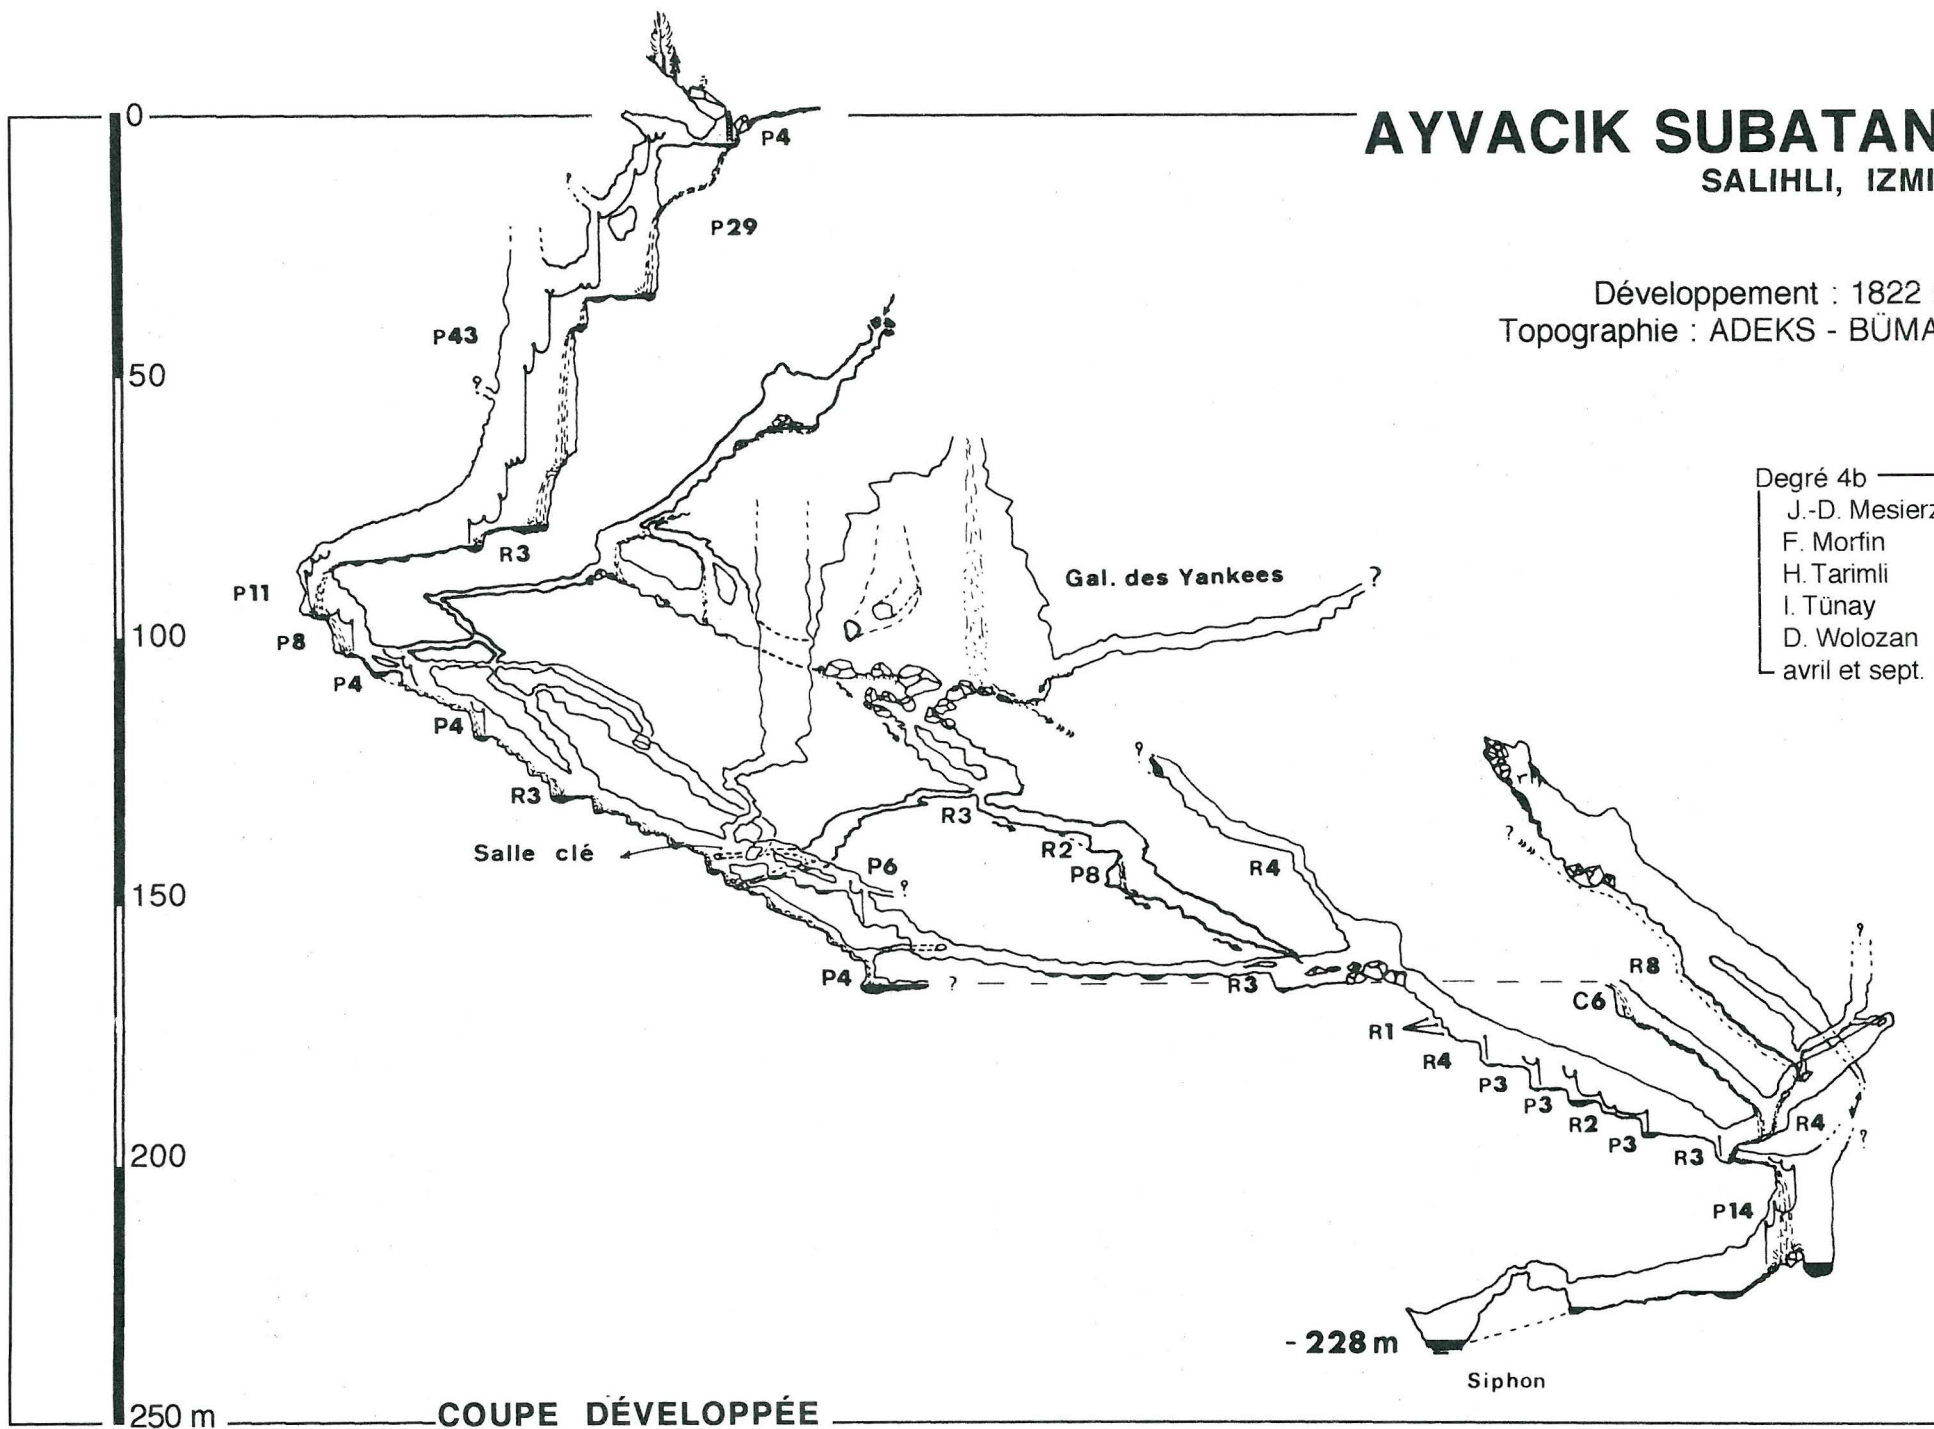 AYVACIK SUBATAN
SALIHLI, IZMI
Développement : 1822
Topographie : ADEKS - BÜMA
Degré 4b
J.-D. Mesierz
F. Morfin
H. Tarimli
I. Tünay
D. Wolozan
avril et sept.
0
50
100
150
200
250 m
P4
P29
P43
?
R3
P11
P8
P4
P4
R3
Salle clé
Gal. des Yankees
?
R3
R2
P8
P6
?
P4
?
R3
?
R4
R1
R4
P3
P3
R2
P3
R3
?
R8
C6
?
R4
?
P14
- 228 m
Siphon
COUPE DÉVELOPPÉE